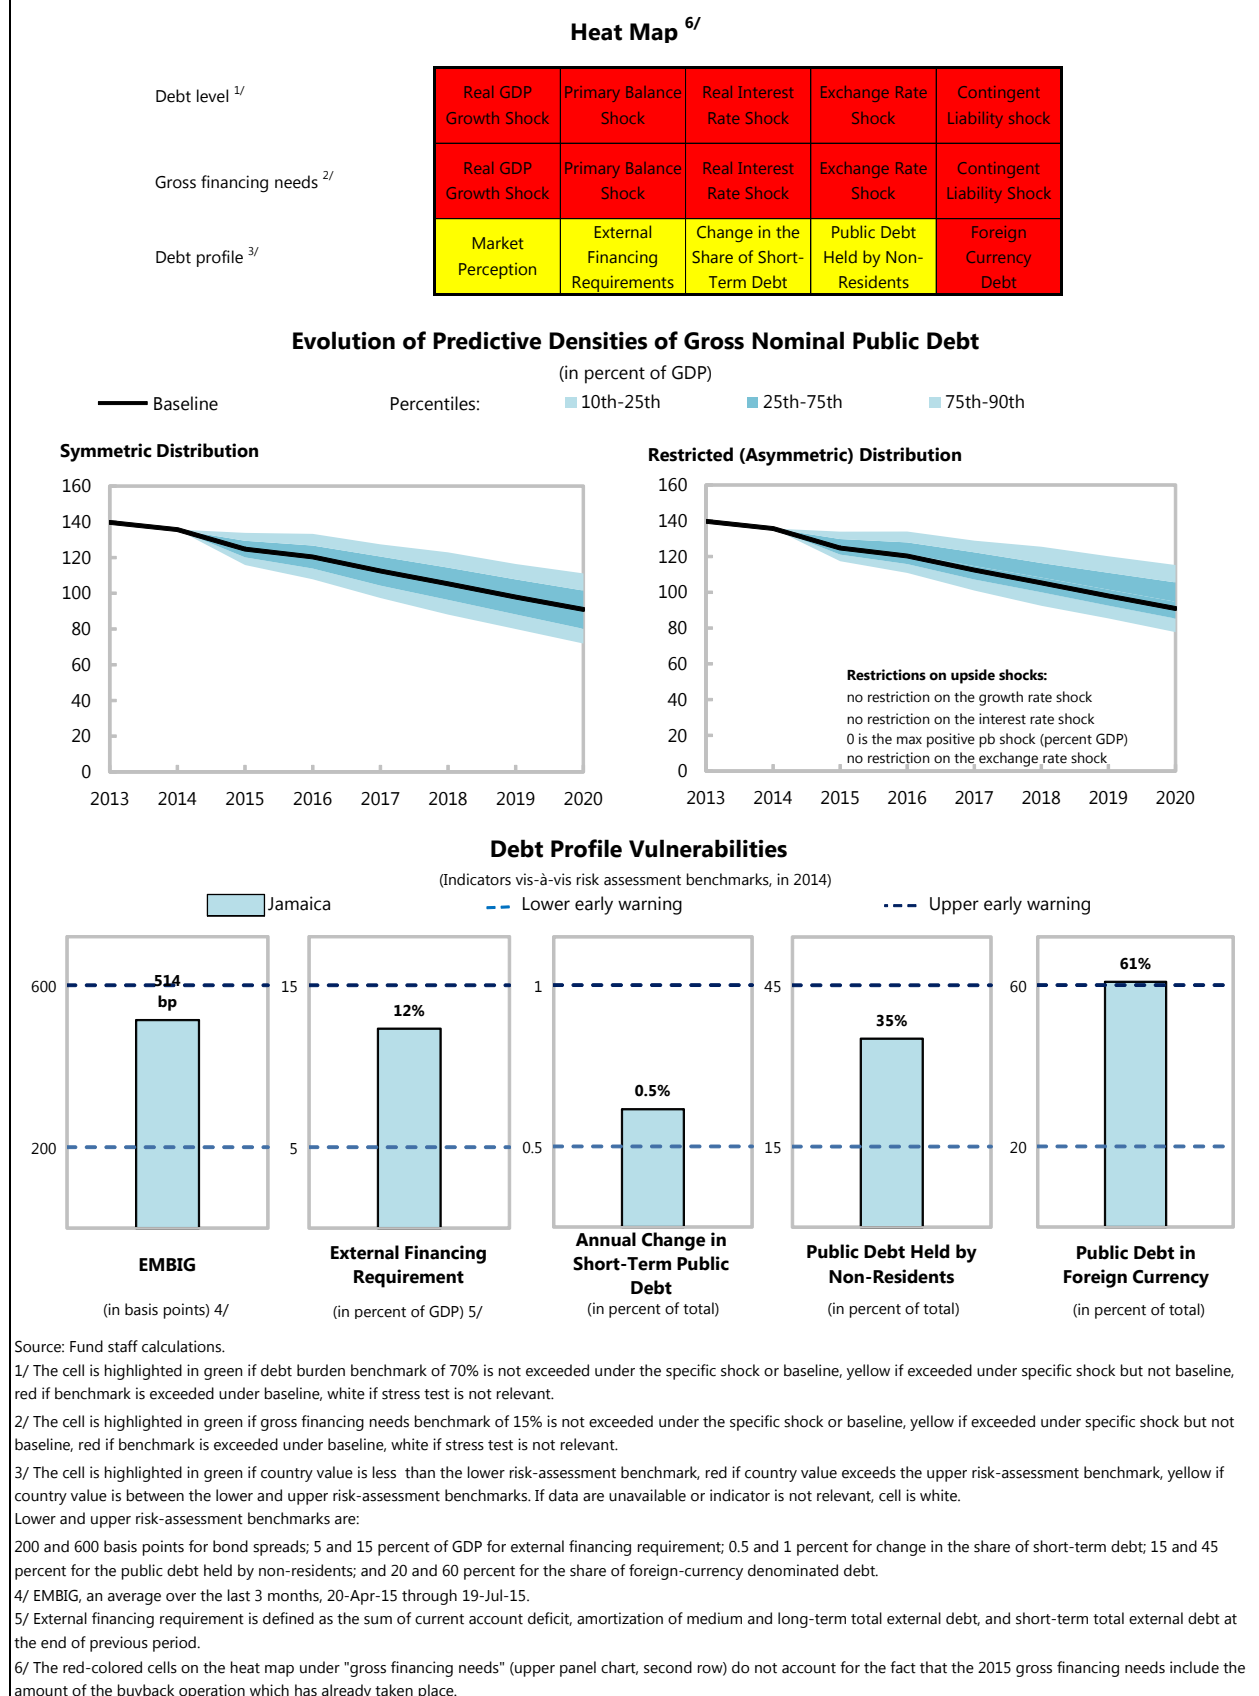 Heat Map 6/
Debt level 1/
Real GDP Growth Shock
Primary Balance Shock
Real Interest Rate Shock
Exchange Rate Shock
Contingent Liability shock
Gross financing needs 2/
Real GDP Growth Shock
Primary Balance Shock
Real Interest Rate Shock
Exchange Rate Shock
Contingent Liability Shock
Debt profile 3/
Market Perception
External Financing Requirements
Change in the Share of Short-Term Debt
Public Debt Held by Non-Residents
Foreign Currency Debt
Evolution of Predictive Densities of Gross Nominal Public Debt
(in percent of GDP)
Baseline
Percentiles:
10th-25th
25th-75th
75th-90th
Symmetric Distribution
160
140
120
100
80
60
40
20
0
2013 2014 2015 2016 2017 2018 2019 2020
Restricted (Asymmetric) Distribution
160
140
120
100
80
60
40
20
0
Restrictions on upside shocks:
no restriction on the growth rate shock
no restriction on the interest rate shock
0 is the max positive pb shock (percent GDP)
no restriction on the exchange rate shock
2013 2014 2015 2016 2017 2018 2019 2020
Debt Profile Vulnerabilities
(Indicators vis-à-vis risk assessment benchmarks, in 2014)
Jamaica
Lower early warning
Upper early warning
600
200
514
bp
EMBIG
(in basis points) 4/
15
5
12%
External Financing
Requirement
(in percent of GDP) 5/
1
0.5
0.5%
Annual Change in
Short-Term Public
Debt
(in percent of total)
45
15
35%
Public Debt Held by
Non-Residents
(in percent of total)
60
20
61%
Public Debt in
Foreign Currency
(in percent of total)
Source: Fund staff calculations.
1/ The cell is highlighted in green if debt burden benchmark of 70% is not exceeded under the specific shock or baseline, yellow if exceeded under specific shock but not baseline,
red if benchmark is exceeded under baseline, white if stress test is not relevant.
2/ The cell is highlighted in green if gross financing needs benchmark of 15% is not exceeded under the specific shock or baseline, yellow if exceeded under specific shock but not
baseline, red if benchmark is exceeded under baseline, white if stress test is not relevant.
3/ The cell is highlighted in green if country value is less than the lower risk-assessment benchmark, red if country value exceeds the upper risk-assessment benchmark, yellow if
country value is between the lower and upper risk-assessment benchmarks. If data are unavailable or indicator is not relevant, cell is white.
Lower and upper risk-assessment benchmarks are:
200 and 600 basis points for bond spreads; 5 and 15 percent of GDP for external financing requirement; 0.5 and 1 percent for change in the share of short-term debt; 15 and 45
percent for the public debt held by non-residents; and 20 and 60 percent for the share of foreign-currency denominated debt.
4/ EMBIG, an average over the last 3 months, 20-Apr-15 through 19-Jul-15.
5/ External financing requirement is defined as the sum of current account deficit, amortization of medium and long-term total external debt, and short-term total external debt at
the end of previous period.
6/ The red-colored cells on the heat map under "gross financing needs" (upper panel chart, second row) do not account for the fact that the 2015 gross financing needs include the
amount of the buyback operation which has already taken place.